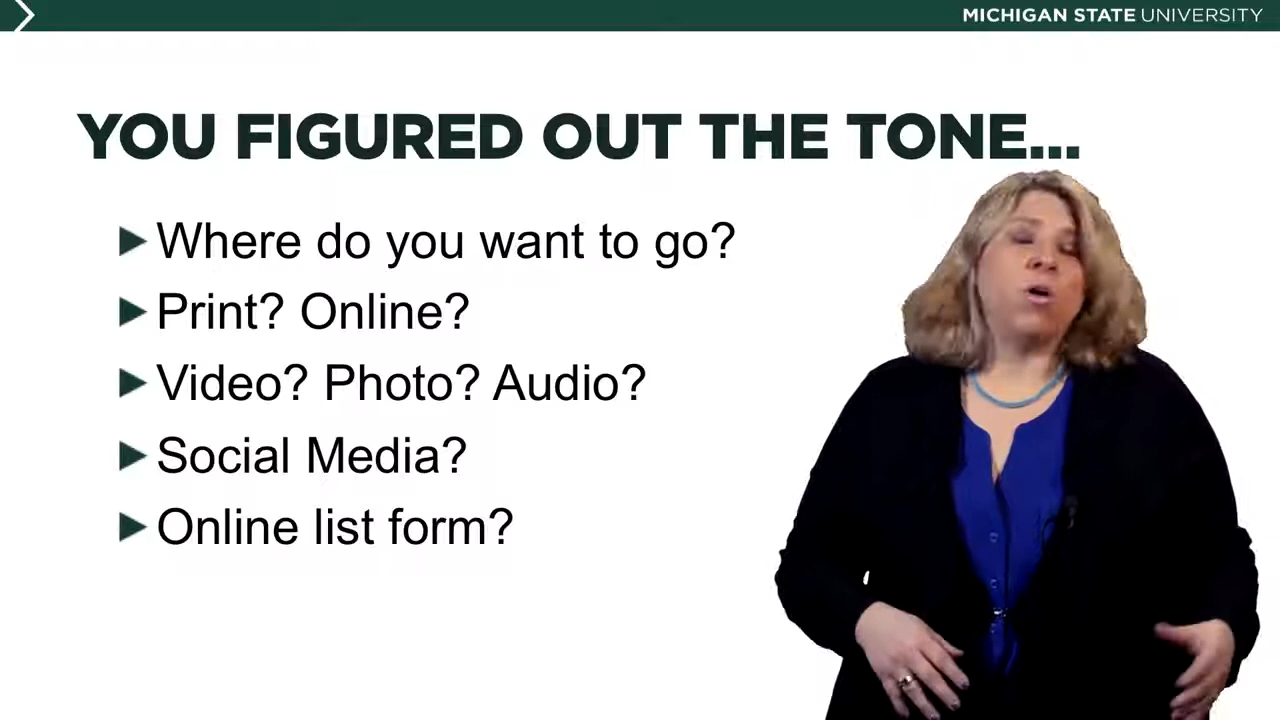 MICHIGAN STATE UNIVERSITY
YOU FIGURED OUT THE TONE...
Where do you want to go?
Print? Online?
Video? Photo? Audio?
Social Media?
Online list form?